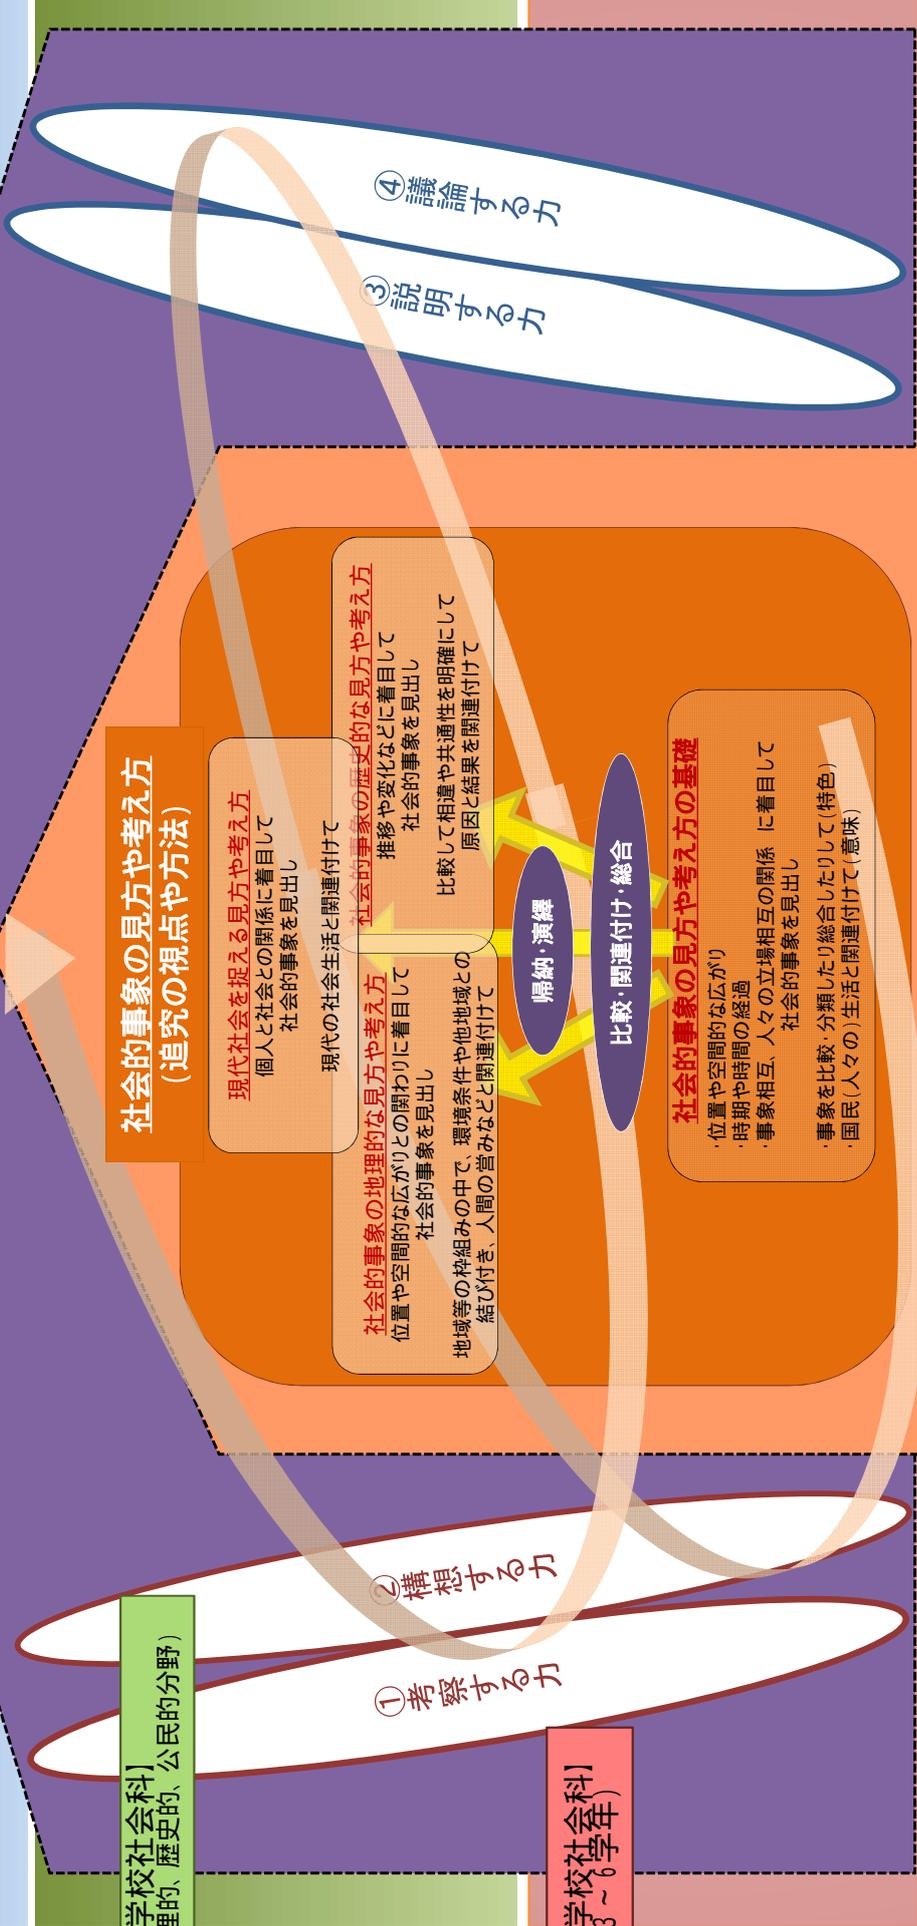 社会的事象の見方や考え方
(追究の視点や方法)
現代社会を捉える見方や考え方
個人と社会との関係に着目して
社会的事象を見出し
現代の社会生活と関連付けて
社会的事象の地理的な見方や考え方
位置や空間的な広がりとの関わりに着目して
社会的事象を見出し
地域等の枠組みの中で、環境条件や他地域との
結び付き、人間の営みなどと関連付けて
社会的事象の歴史的な見方や考え方
推移や変化などに着目して
社会的事象を見出し
比較して相違や共通性を明確にして
原因と結果を関連付けて
帰納・演繹
比較・関連付け・総合
社会的事象の見方や考え方の基礎
・位置や空間的な広がり
・時期や時間の経過
・事象相互、人々の立場相互の関係 に着目して
社会的事象を見出し
・事象を比較・分類したり総合したりして(特色)
・国民(人々の)生活と関連付けて(意味)
①考察する力
②構想する力
③説明する力
④議論する力
学校社会科】
理的、歴史的、公民的分野)
学校社会科】
3~6学年)